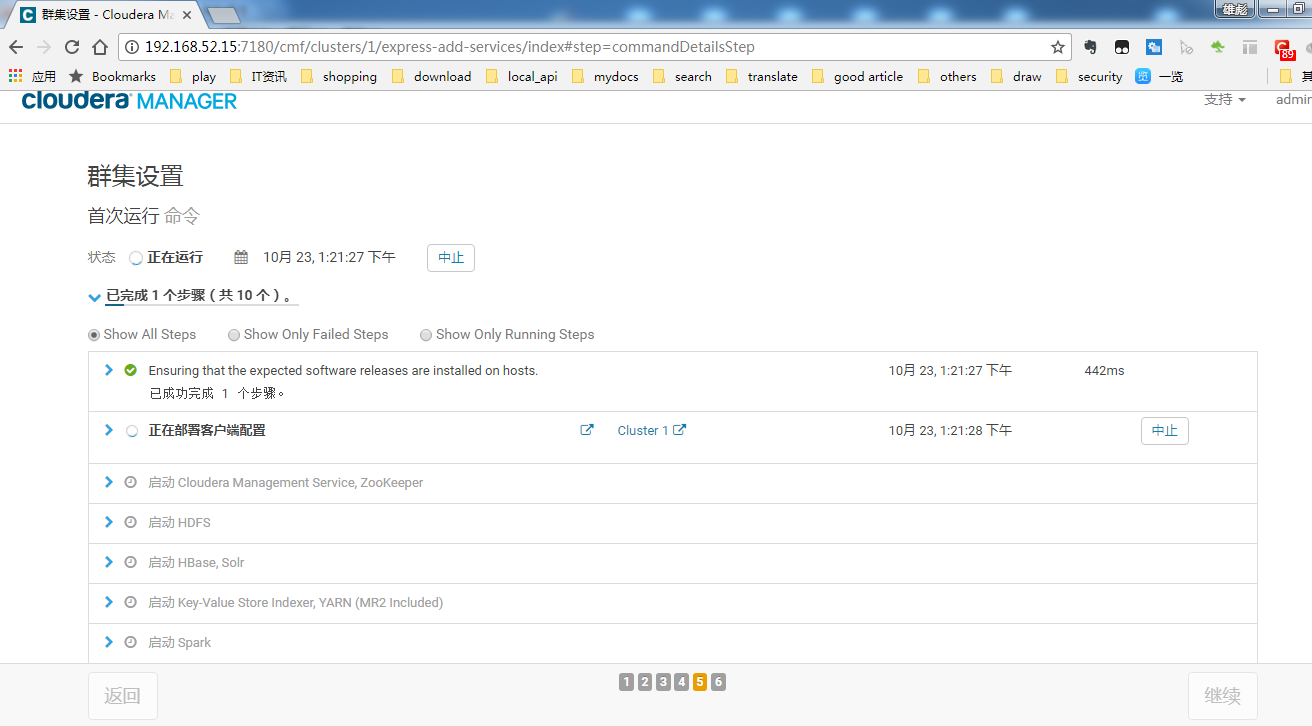 群集设置 - Cloudera Ma
雄彪
192.168.52.15:7180/cmf/clusters/1/express-add-services/index#step=commandDetailsStep
89
应用 Bookmarks play IT资讯 shopping download local_api mydocs search translate good article others draw security 览 一览
cloudera MANAGER 支持 admin
群集设置
首次运行 命令
状态 正在运行 10月 23, 1:21:27 下午 中止
已完成 1 个步骤（共 10 个）。
Show All Steps Show Only Failed Steps Show Only Running Steps
Ensuring that the expected software releases are installed on hosts. 10月 23, 1:21:27 下午 442ms
已成功完成 1 个步骤。
正在部署客户端配置 Cluster 1 10月 23, 1:21:28 下午 中止
启动 Cloudera Management Service, ZooKeeper
启动 HDFS
启动 HBase, Solr
启动 Key-Value Store Indexer, YARN (MR2 Included)
启动 Spark
返回 1 2 3 4 5 6 继续